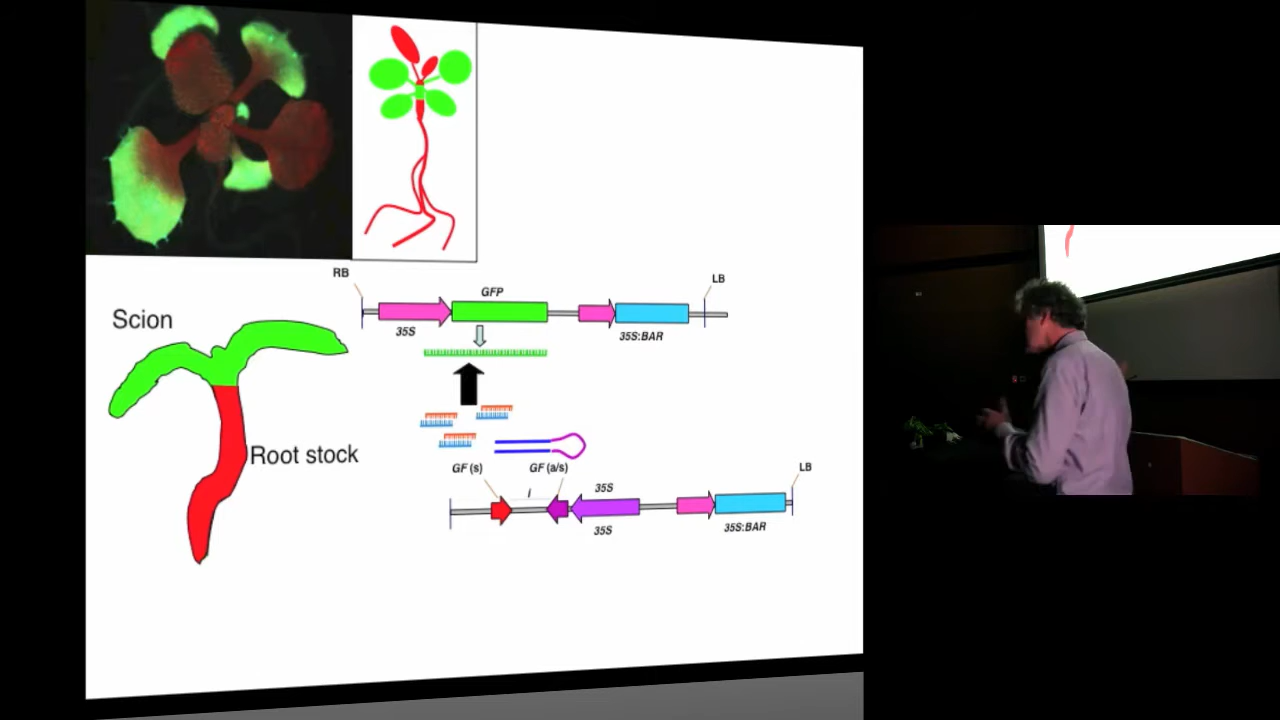 RB
LB
GFP
35S
35S:BAR
Scion
Root stock
GF (s)
GF (a/s)
LB
i
35S
35S
35S:BAR